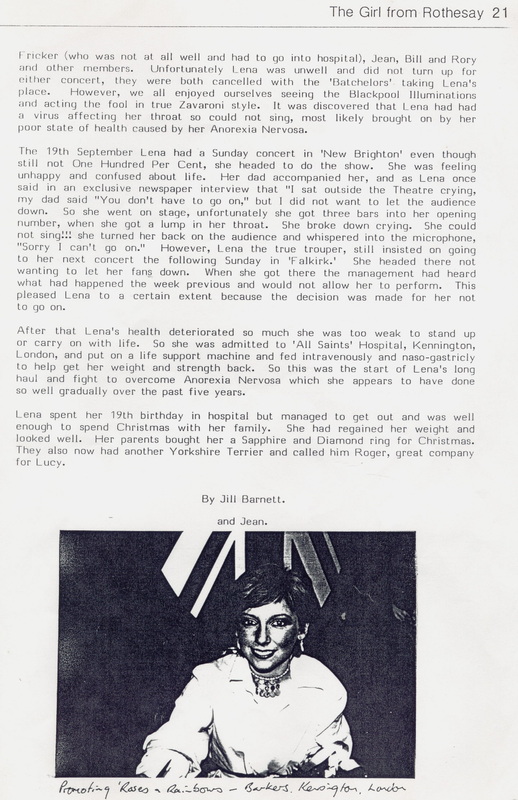 The Girl from Rothesay 21
Fricker (who was not at all well and had to go into hospital), Jean, Bill and Rory
and other members. Unfortunately Lena was unwell and did not turn up for
either concert, they were both cancelled with the 'Batchelors' taking Lena's
place. However, we all enjoyed ourselves seeing the Blackpool Illuminations
and acting the fool in true Zavaroni style. It was discovered that Lena had had
a virus affecting her throat so could not sing, most likely brought on by her
poor state of health caused by her Anorexia Nervosa.
The 19th September Lena had a Sunday concert in 'New Brighton' even though
still not One Hundred Per Cent, she headed to do the show. She was feeling
unhappy and confused about life. Her dad accompanied her, and as Lena once
said in an exclusive newspaper interview that "I sat outside the Theatre crying,
my dad said "You don't have to go on," but I did not want to let the audience
down. So she went on stage, unfortunately she got three bars into her opening
number, when she got a lump in her throat. She broke down crying. She could
not sing!!! she turned her back on the audience and whispered into the microphone,
"Sorry I can't go on." However, Lena the true trouper, still insisted on going
to her next concert the following Sunday in 'Falkirk.' She headed there not
wanting to let her fans down. When she got there the management had heard
what had happened the week previous and would not allow her to perform. This
pleased Lena to a certain extent because the decision was made for her not
to go on.
After that Lena's health deteriorated so much she was too weak to stand up
or carry on with life. So she was admitted to 'All Saints' Hospital, Kennington,
London, and put on a life support machine and fed intravenously and naso-gastricly
to help get her weight and strength back. So this was the start of Lena's long
haul and fight to overcome Anorexia Nervosa which she appears to have done
so well gradually over the past five years.
Lena spent her 19th birthday in hospital but managed to get out and was well
enough to spend Christmas with her family. She had regained her weight and
looked well. Her parents bought her a Sapphire and Diamond ring for Christmas.
They also now had another Yorkshire Terrier and called him Roger, great company
for Lucy.
By Jill Barnett.
and Jean.
Promoting 'Roses & Rainbows - Barkers, Kensington, London